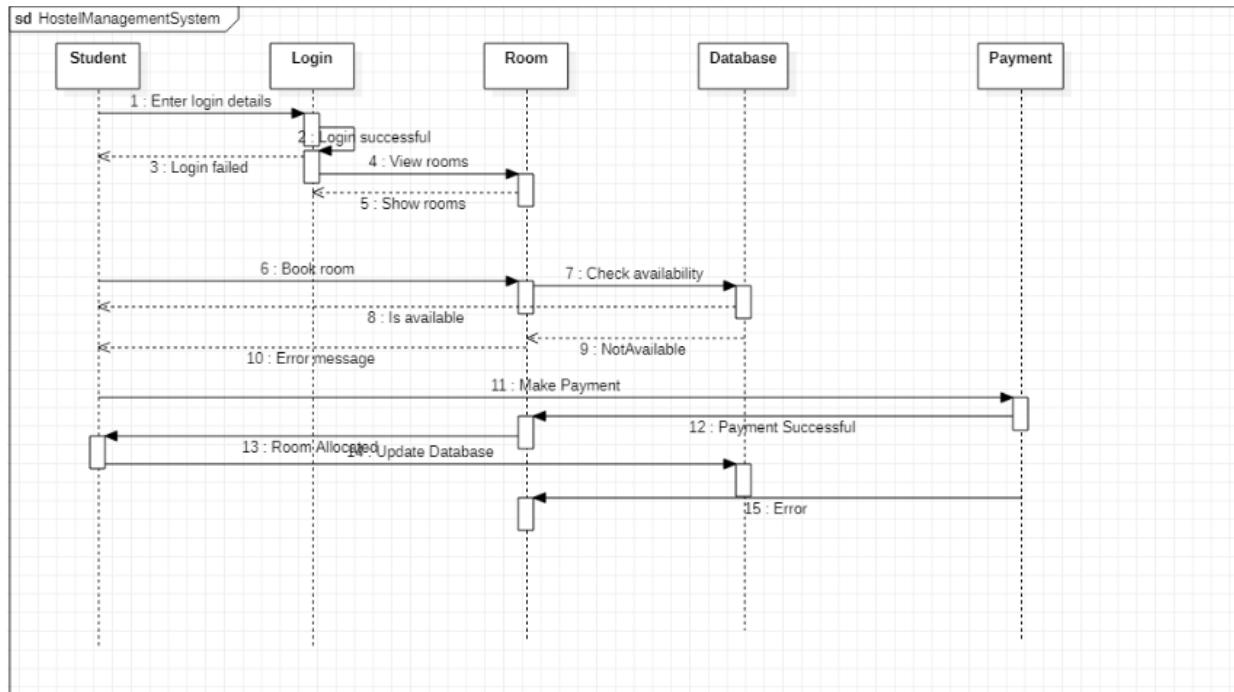 sd HostelManagementSystem
Student
Login
Room
Database
Payment
1 : Enter login details
2 : Login successful
3 : Login failed
4 : View rooms
5 : Show rooms
6 : Book room
7 : Check availability
8 : Is available
9 : NotAvailable
10 : Error message
11 : Make Payment
12 : Payment Successful
13 : Room Allocated
14 : Update Database
15 : Error